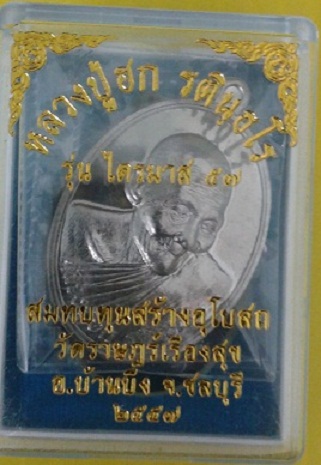 หลวงปู่ฮก รตินฺธโร
รุ่น ไตรมาส ๕๗
สมทบทุนสร้างอุโบสถ
วัดราษฎร์เรืองสุข
อ.บ้านบึง จ.ชลบุรี
๒๕๕๗